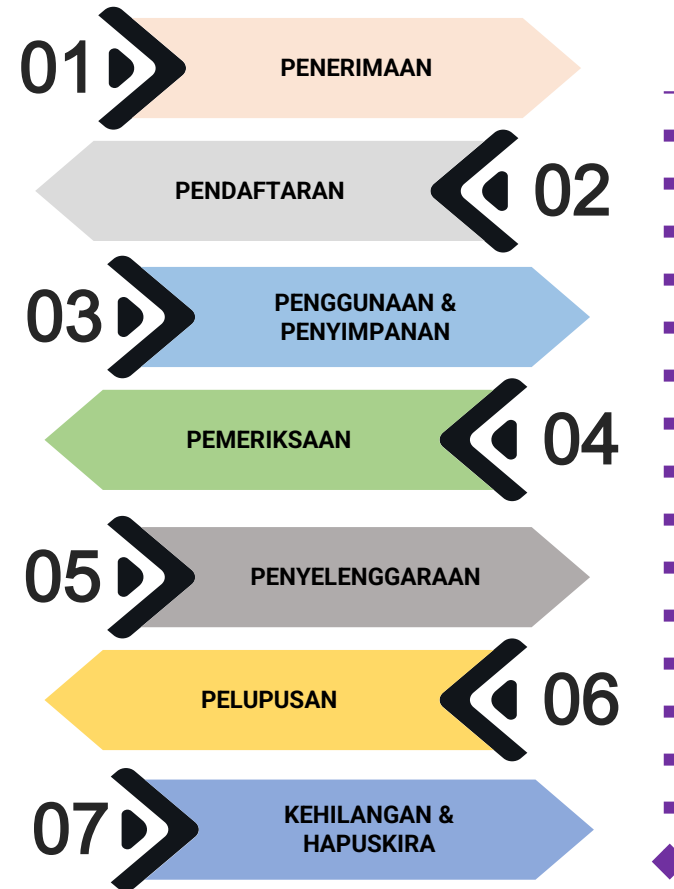 01
PENERIMAAN
PENDAFTARAN
02
03
PENGGUNAAN &
PENYIMPANAN
PEMERIKSAAN
04
05
PENYELENGGARAAN
PELUPUSAN
06
07
KEHILANGAN &
HAPUSKIRA